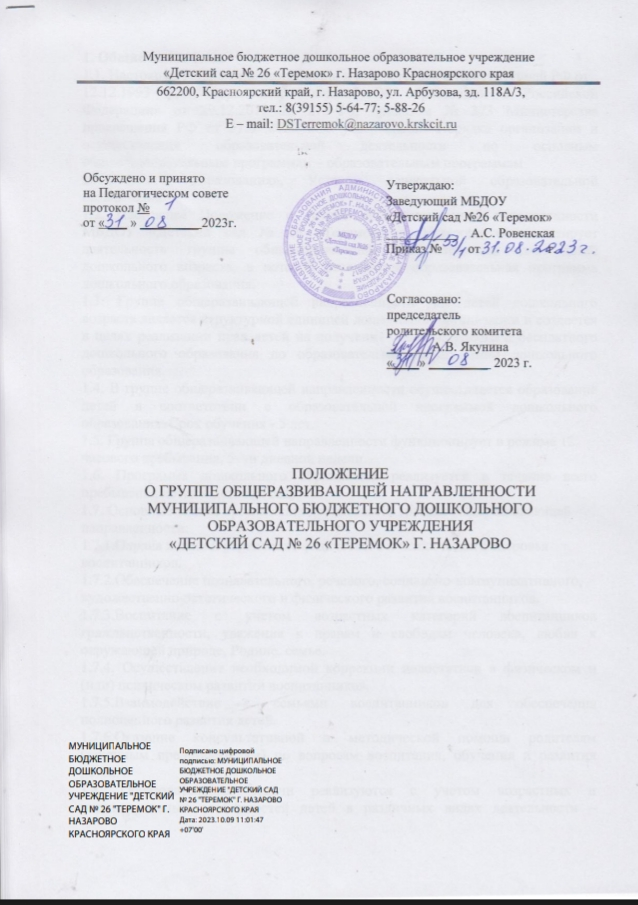 Муниципальное бюджетное дошкольное образовательное учреждение
«Детский сад № 26 «Теремок» г. Назарово Красноярского края
662200, Красноярский край, г. Назарово, ул. Арбузова, зд. 118А/3,
тел.: 8(39155) 5-64-77; 5-88-26
E – mail: DSTerremok@nazarovo.krskcit.ru
Обсуждено и принято
на Педагогическом совете
протокол № 1
от «31» 08 2023г.
Утверждаю:
Заведующий МБДОУ
«Детский сад №26 «Теремок»
А.С. Ровенская
Приказ № 53/1 от 31.08.2023г.
Согласовано:
председатель
родительского комитета
А.В. Якунина
«31» 08 2023 г.
ПОЛОЖЕНИЕ
О ГРУППЕ ОБЩЕРАЗВИВАЮЩЕЙ НАПРАВЛЕННОСТИ
МУНИЦИПАЛЬНОГО БЮДЖЕТНОГО ДОШКОЛЬНОГО
ОБРАЗОВАТЕЛЬНОГО УЧРЕЖДЕНИЯ
«ДЕТСКИЙ САД № 26 «ТЕРЕМОК» Г. НАЗАРОВО
МУНИЦИПАЛЬНОЕ
БЮДЖЕТНОЕ
ДОШКОЛЬНОЕ
ОБРАЗОВАТЕЛЬНОЕ
УЧРЕЖДЕНИЕ "ДЕТСКИЙ
САД № 26 "ТЕРЕМОК" Г.
НАЗАРОВО
КРАСНОЯРСКОГО КРАЯ
Подписано цифровой
подписью: МУНИЦИПАЛЬНОЕ
БЮДЖЕТНОЕ ДОШКОЛЬНОЕ
ОБРАЗОВАТЕЛЬНОЕ
УЧРЕЖДЕНИЕ "ДЕТСКИЙ САД
№ 26 "ТЕРЕМОК" Г. НАЗАРОВО
КРАСНОЯРСКОГО КРАЯ
Дата: 2023.10.09 11:01:47
+07'00'